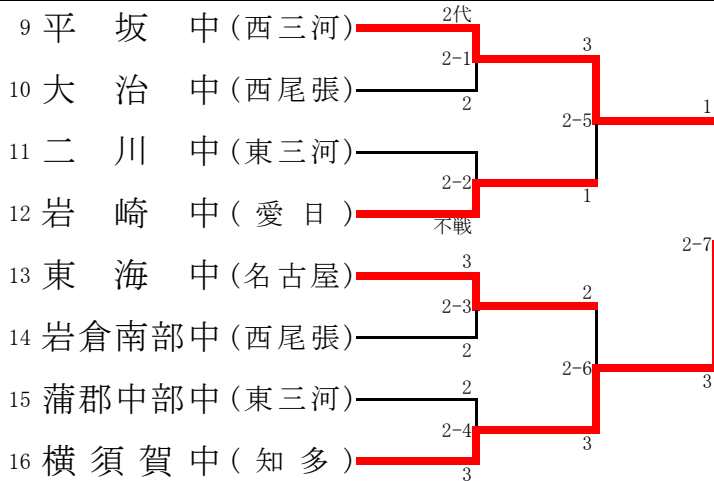 9 平坂中(西三河)
10 大治中(西尾張)
11 二川中(東三河)
12 岩崎中(愛日)
13 東海中(名古屋)
14 岩倉南部中(西尾張)
15 蒲郡中部中(東三河)
16 横須賀中(知多)
2代
2-1
2
2-2
不戦
3
2-3
2
2
2-4
3
3
2-5
1
2
2-6
3
1
2-7
3